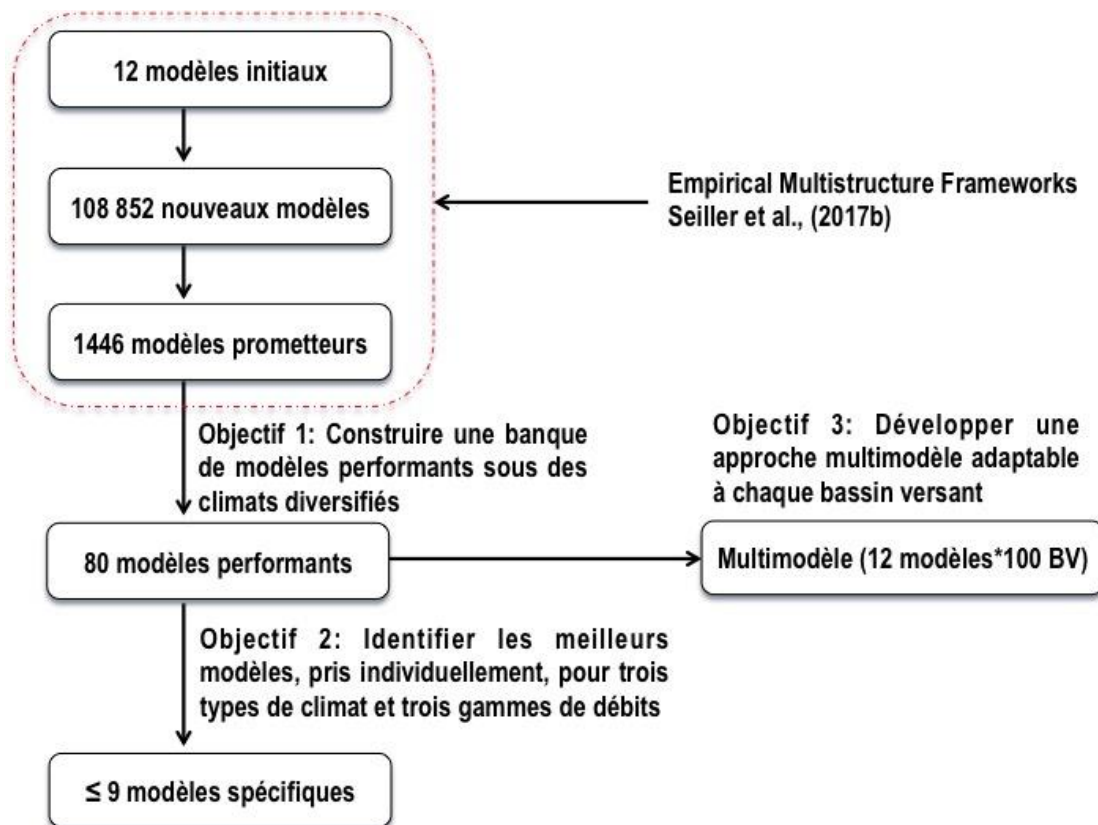 12 modèles initiaux
108 852 nouveaux modèles
Empirical Multistructure Frameworks
Seiller et al., (2017b)
1446 modèles prometteurs
Objectif 1: Construire une banque
de modèles performants sous des
climats diversifiés
Objectif 3: Développer une
approche multimodèle adaptable
à chaque bassin versant
80 modèles performants
Multimodèle (12 modèles*100 BV)
Objectif 2: Identifier les meilleurs
modèles, pris individuellement, pour trois
types de climat et trois gammes de débits
≤ 9 modèles spécifiques